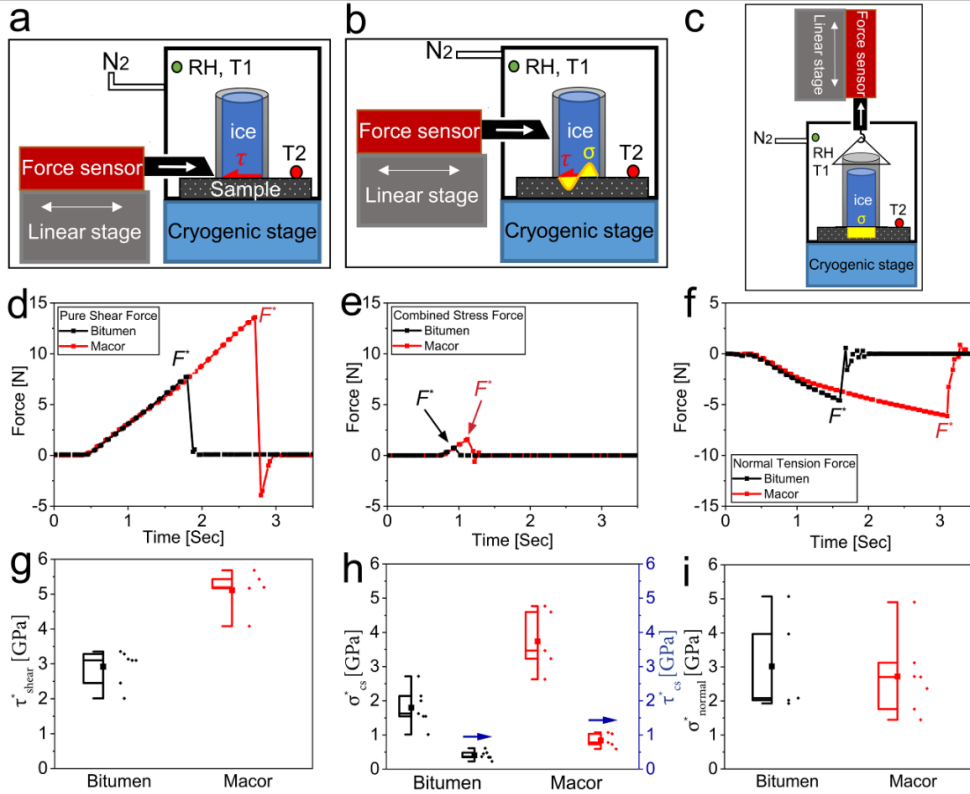 a
N2
RH, T1
ice
τ
T2
Force sensor
Sample
Linear stage
Cryogenic stage
b
N2
RH, T1
ice
τ
σ
T2
Force sensor
Linear stage
Cryogenic stage
c
Linear stage
Force sensor
N2
RH
T1
ice
σ
T2
Cryogenic stage
d
15
10
5
0
-5
Force [N]
Pure Shear Force
Bitumen
Macor
F*
F*
0
1
2
3
Time [Sec]
e
15
10
5
0
-5
Force [N]
Combined Stress Force
Bitumen
Macor
F*
F*
0
1
2
3
Time [Sec]
f
5
0
-5
-10
-15
Force [N]
Normal Tension Force
Bitumen
Macor
F*
F*
0
1
2
3
Time [Sec]
g
6
5
4
3
2
1
0
τ*shear [GPa]
Bitumen
Macor
h
6
5
4
3
2
1
0
σ*cs [GPa]
6
5
4
3
2
1
0
τ*cs [GPa]
Bitumen
Macor
i
6
5
4
3
2
1
0
σ*normal [GPa]
Bitumen
Macor